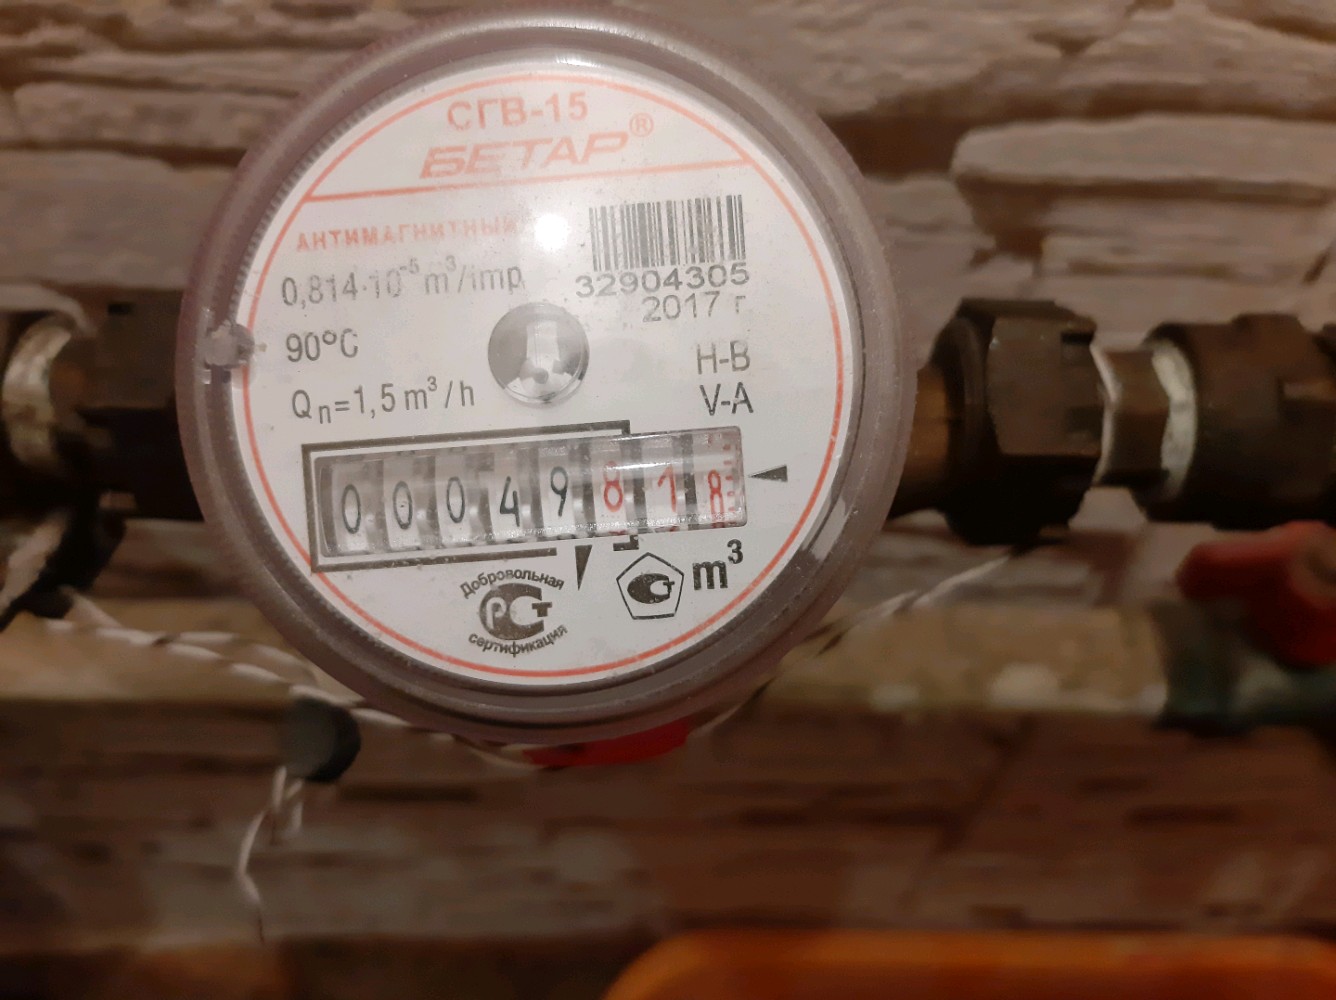 СГВ-15
БЕТАР®
АНТИМАГНИТНЫЙ
32904305
0,814·10⁻⁵ m³/imp
2017 г
90°C
H-B
Qn=1,5 m³/h
V-A
00049818
m³
Добровольная
РСТ
сертификация